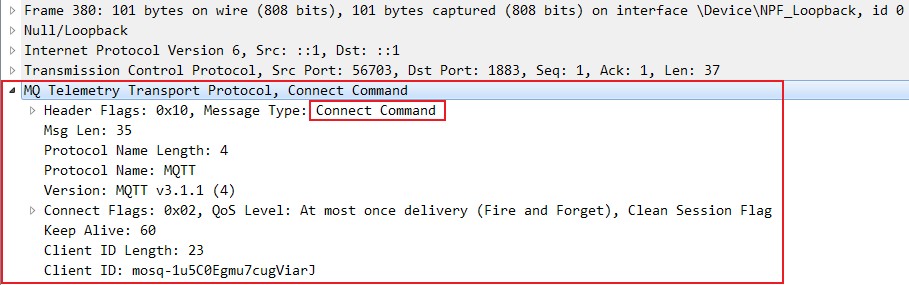 Frame 380: 101 bytes on wire (808 bits), 101 bytes captured (808 bits) on interface \Device\NPF_Loopback, id 0
Null/Loopback
Internet Protocol Version 6, Src: ::1, Dst: ::1
Transmission Control Protocol, Src Port: 56703, Dst Port: 1883, Seq: 1, Ack: 1, Len: 37
MQ Telemetry Transport Protocol, Connect Command
Header Flags: 0x10, Message Type: Connect Command
Msg Len: 35
Protocol Name Length: 4
Protocol Name: MQTT
Version: MQTT v3.1.1 (4)
Connect Flags: 0x02, QoS Level: At most once delivery (Fire and Forget), Clean Session Flag
Keep Alive: 60
Client ID Length: 23
Client ID: mosq-1u5C0Egmu7cugViarJ